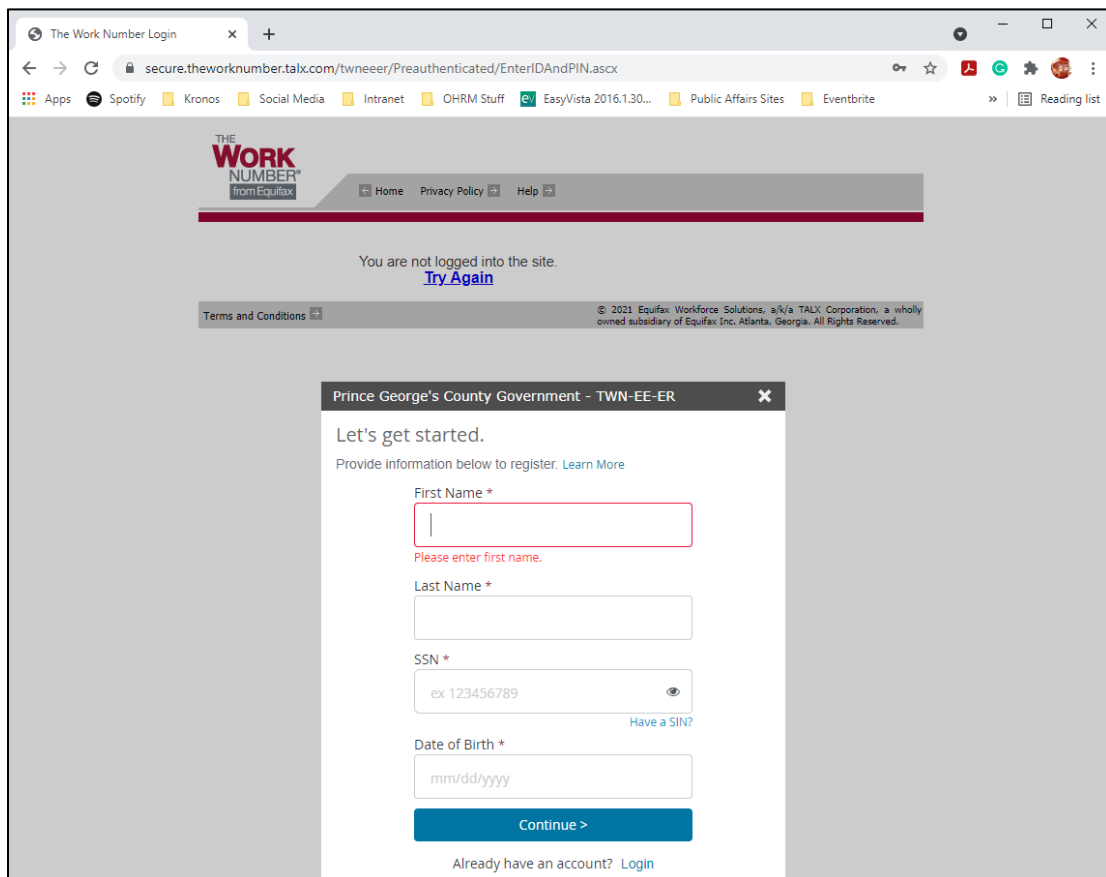 The Work Number Login
secure.theworknumber.talx.com/twneeer/Preauthenticated/EnterIDAndPIN.ascx
Apps Spotify Kronos Social Media Intranet OHRM Stuff ev EasyVista 2016.1.30... Public Affairs Sites Eventbrite » Reading list
THE
WORK
NUMBER®
from Equifax
Home Privacy Policy Help
You are not logged into the site.
Try Again
Terms and Conditions
© 2021 Equifax Workforce Solutions, a/k/a TALX Corporation, a wholly
owned subsidiary of Equifax Inc. Atlanta, Georgia. All Rights Reserved.
Prince George's County Government - TWN-EE-ER
Let's get started.
Provide information below to register. Learn More
First Name *
Please enter first name.
Last Name *
SSN *
ex 123456789
Have a SIN?
Date of Birth *
mm/dd/yyyy
Continue >
Already have an account? Login